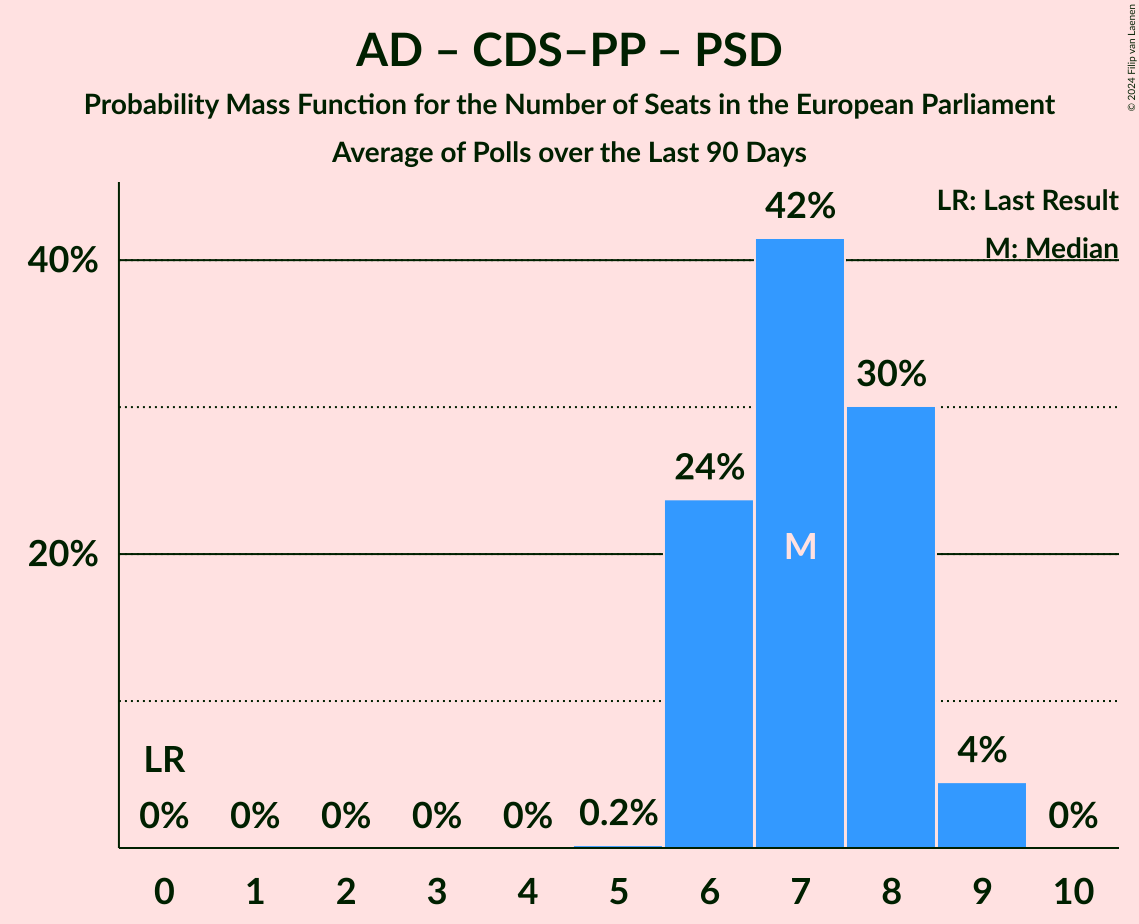 AD – CDS–PP – PSD
Probability Mass Function for the Number of Seats in the European Parliament
Average of Polls over the Last 90 Days
© 2024 Filip van Laenen
LR: Last Result
M: Median
42%
40%
30%
24%
M
20%
4%
LR
0% 0% 0% 0% 0% 0.2% 0%
0 1 2 3 4 5 6 7 8 9 10